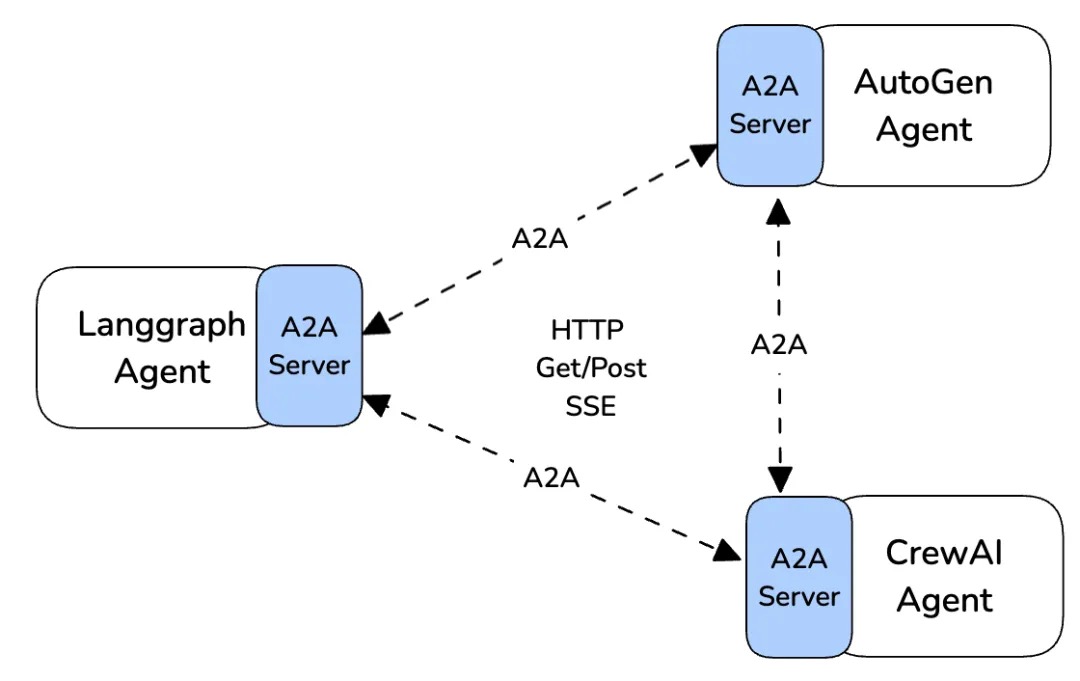 A2A
Server
AutoGen
Agent
A2A
Langgraph
Agent
A2A
Server
HTTP
Get/Post
SSE
A2A
A2A
A2A
Server
CrewAI
Agent